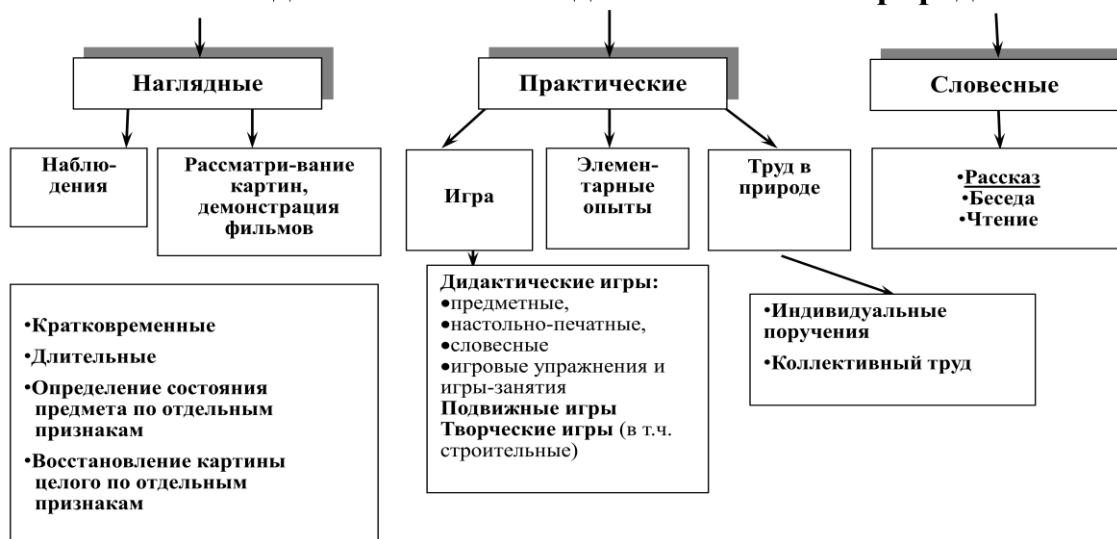 Наглядные
Практические
Словесные
Наблю-
дения
Рассматри-вание
картин,
демонстрация
фильмов
Игра
Элемен-
тарные
опыты
Труд в
природе
•Рассказ
•Беседа
•Чтение
•Кратковременные
•Длительные
•Определение состояния
предмета по отдельным
признакам
•Восстановление картины
целого по отдельным
признакам
Дидактические игры:
•предметные,
•настольно-печатные,
•словесные
•игровые упражнения и
игры-занятия
Подвижные игры
Творческие игры (в т.ч.
строительные)
•Индивидуальные
поручения
•Коллективный труд